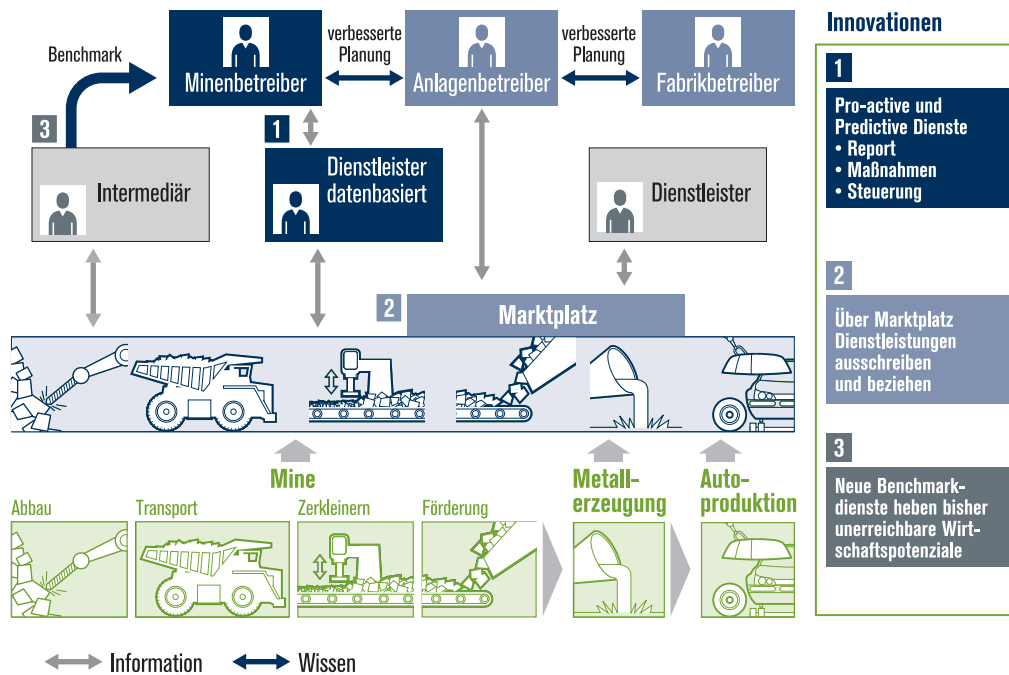 Innovationen
Benchmark
verbesserte
Planung
verbesserte
Planung
Minenbetreiber
Anlagenbetreiber
Fabrikbetreiber
3
1
Intermediär
Dienstleister
datenbasiert
Dienstleister
2
Marktplatz
Mine
Metall-
erzeugung
Auto-
produktion
Abbau
Transport
Zerkleinern
Förderung
Information
Wissen
1
Pro-active und
Predictive Dienste
• Report
• Maßnahmen
• Steuerung
2
Über Marktplatz
Dienstleistungen
ausschreiben
und beziehen
3
Neue Benchmark-
dienste heben bisher
unerreichbare Wirt-
schaftspotenziale